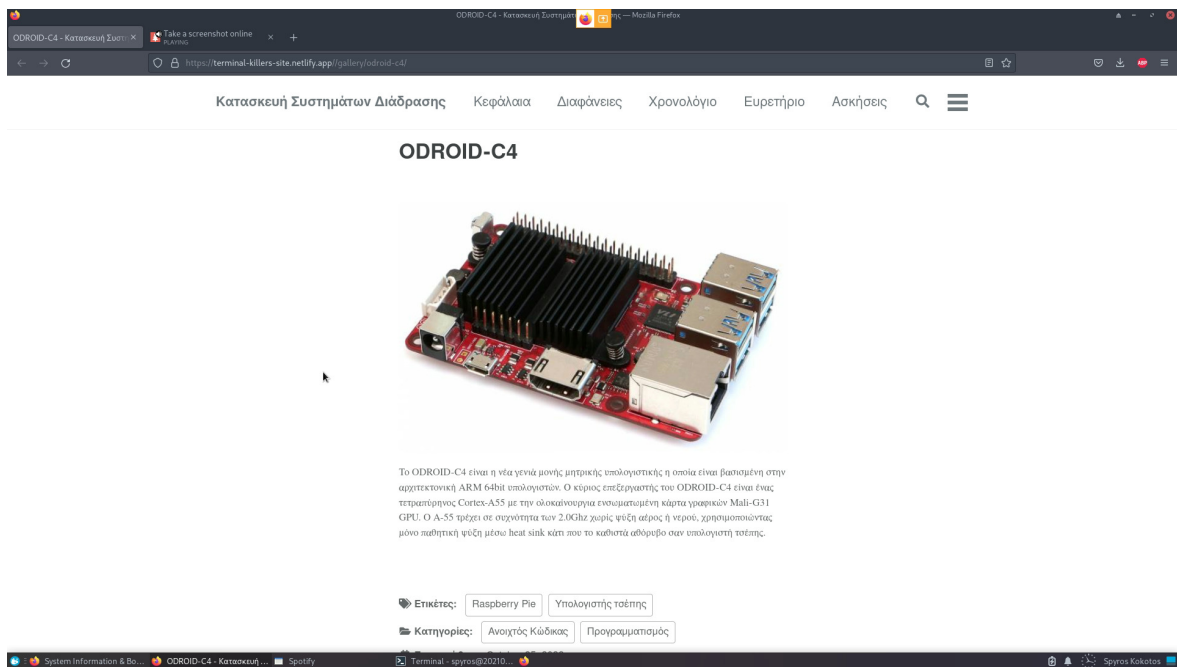 ODROID-C4 - Κατασκευή Συστημάτ
ης — Mozilla Firefox
ODROID-C4 - Κατασκευή Συστ
Take a screenshot online
PLAYING
https://terminal-killers-site.netlify.app//gallery/odroid-c4/
ABP
Κατασκευή Συστημάτων Διάδρασης Κεφάλαια Διαφάνειες Χρονολόγιο Ευρετήριο Ασκήσεις
ODROID-C4
Το ODROID-C4 είναι η νέα γενιά μονής μητρικής υπολογιστικής η οποία είναι βασισμένη στην
αρχιτεκτονική ARM 64bit υπολογιστών. Ο κύριος επεξεργαστής του ODROID-C4 είναι ένας
τετραπύρηνος Cortex-A55 με την ολοκαίνουργια ενσωματωμένη κάρτα γραφικών Mali-G31
GPU. Ο A-55 τρέχει σε συχνότητα των 2.0Ghz χωρίς ψύξη αέρος ή νερού, χρησιμοποιώντας
μόνο παθητική ψύξη μέσω heat sink κάτι που το καθιστά αθόρυβο σαν υπολογιστή τσέπης.
Ετικέτες: Raspberry Pie Υπολογιστής τσέπης
Κατηγορίες: Ανοιχτός Κώδικας Προγραμματισμός
System Information & Bo... ODROID-C4 - Κατασκευή ... Spotify Terminal - spyros@20210... Spyros Kokotos